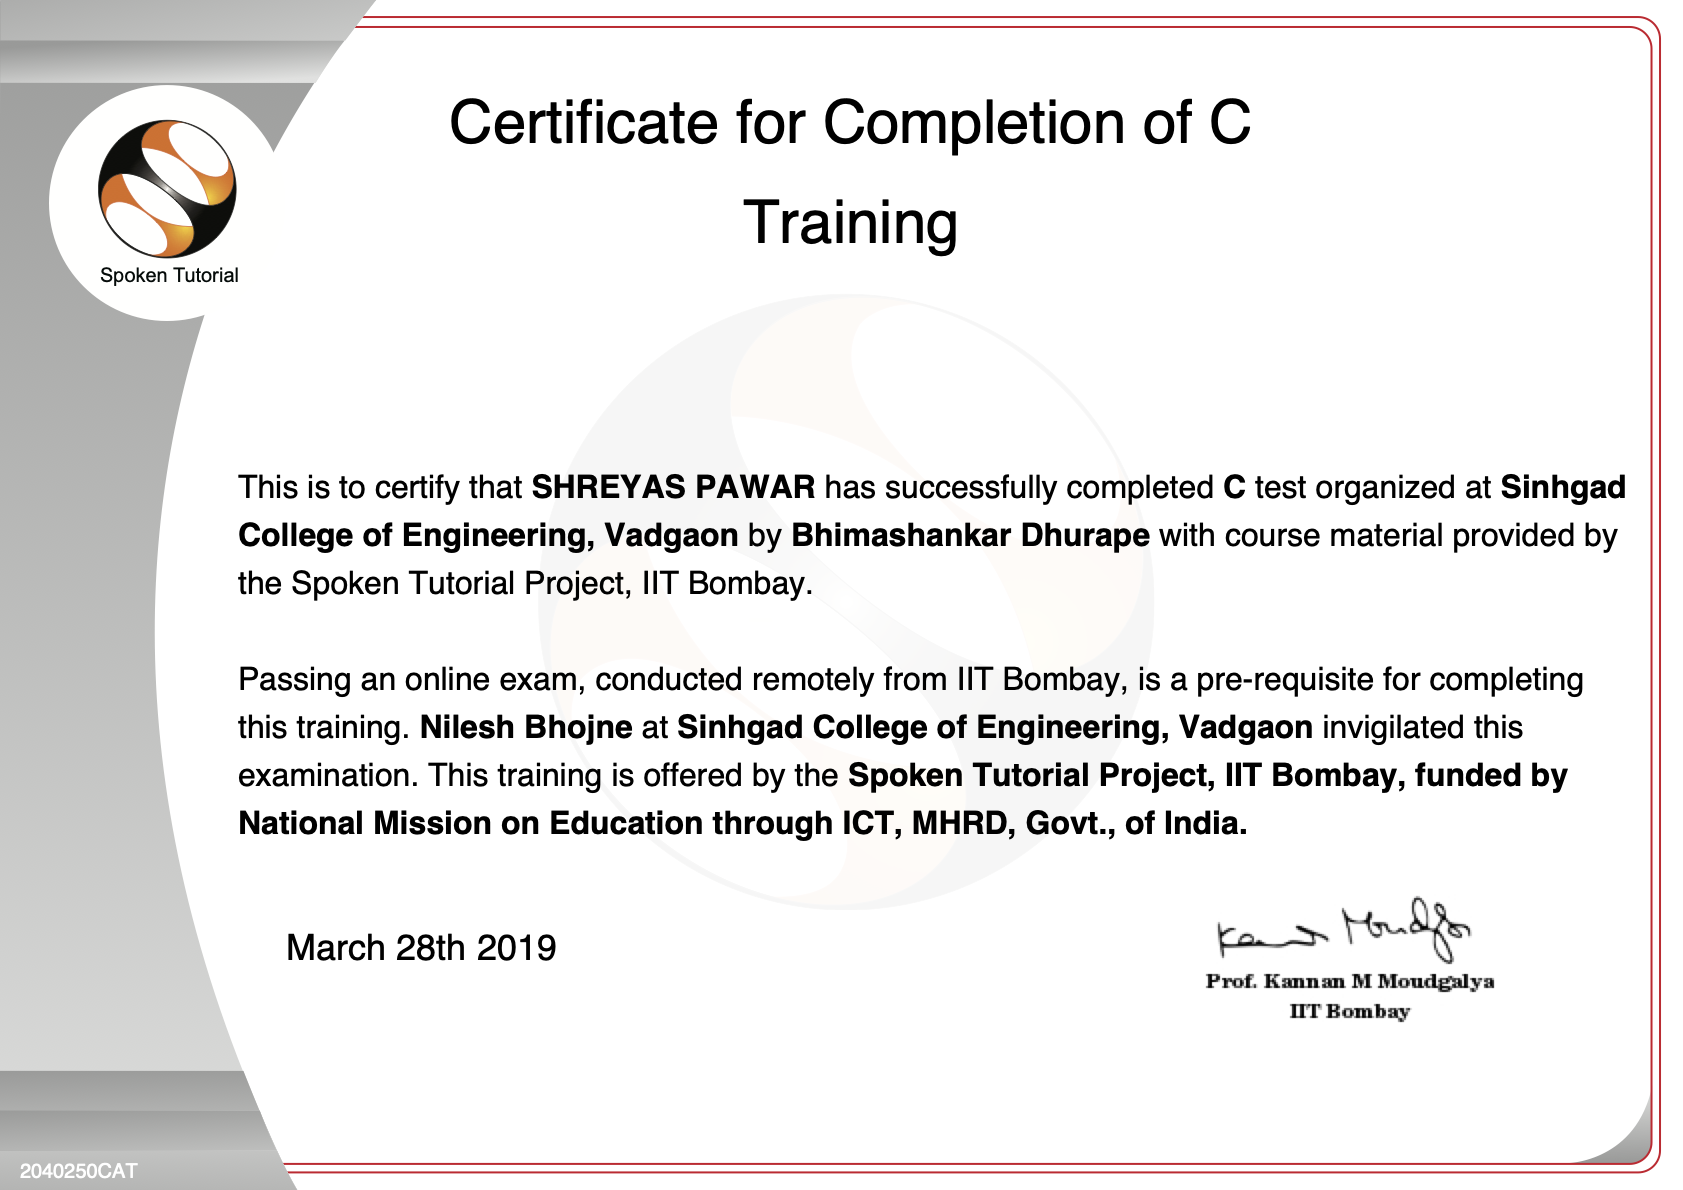 Certificate for Completion of C
Training
Spoken Tutorial
This is to certify that SHREYAS PAWAR has successfully completed C test organized at Sinhgad
College of Engineering, Vadgaon by Bhimashankar Dhurape with course material provided by
the Spoken Tutorial Project, IIT Bombay.
Passing an online exam, conducted remotely from IIT Bombay, is a pre-requisite for completing
this training. Nilesh Bhojne at Sinhgad College of Engineering, Vadgaon invigilated this
examination. This training is offered by the Spoken Tutorial Project, IIT Bombay, funded by
National Mission on Education through ICT, MHRD, Govt., of India.
March 28th 2019
Prof. Kannan M Moudgalya
IIT Bombay
2040250CAT